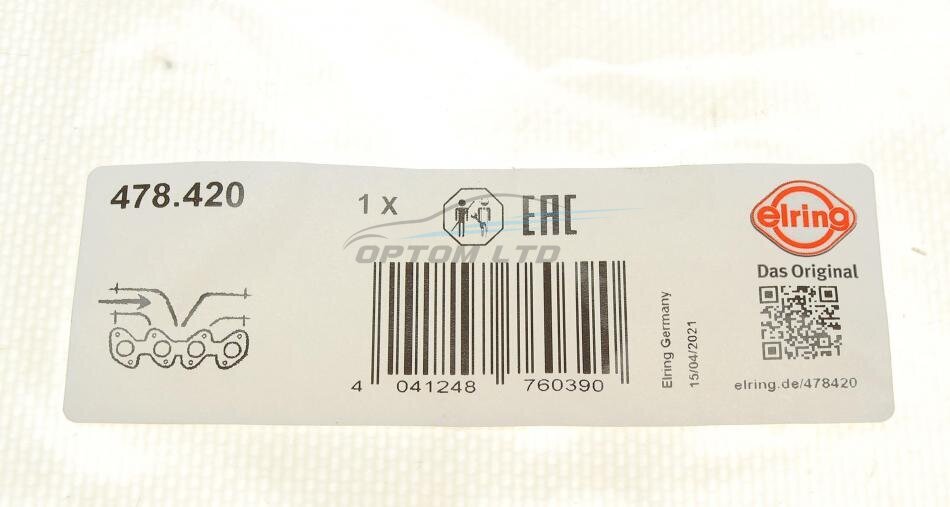 478.420
1 X
EAC
OPTOM LTD
elring
Das Original
4 041248 760390
Elring Germany
15/04/2021
elring.de/478420